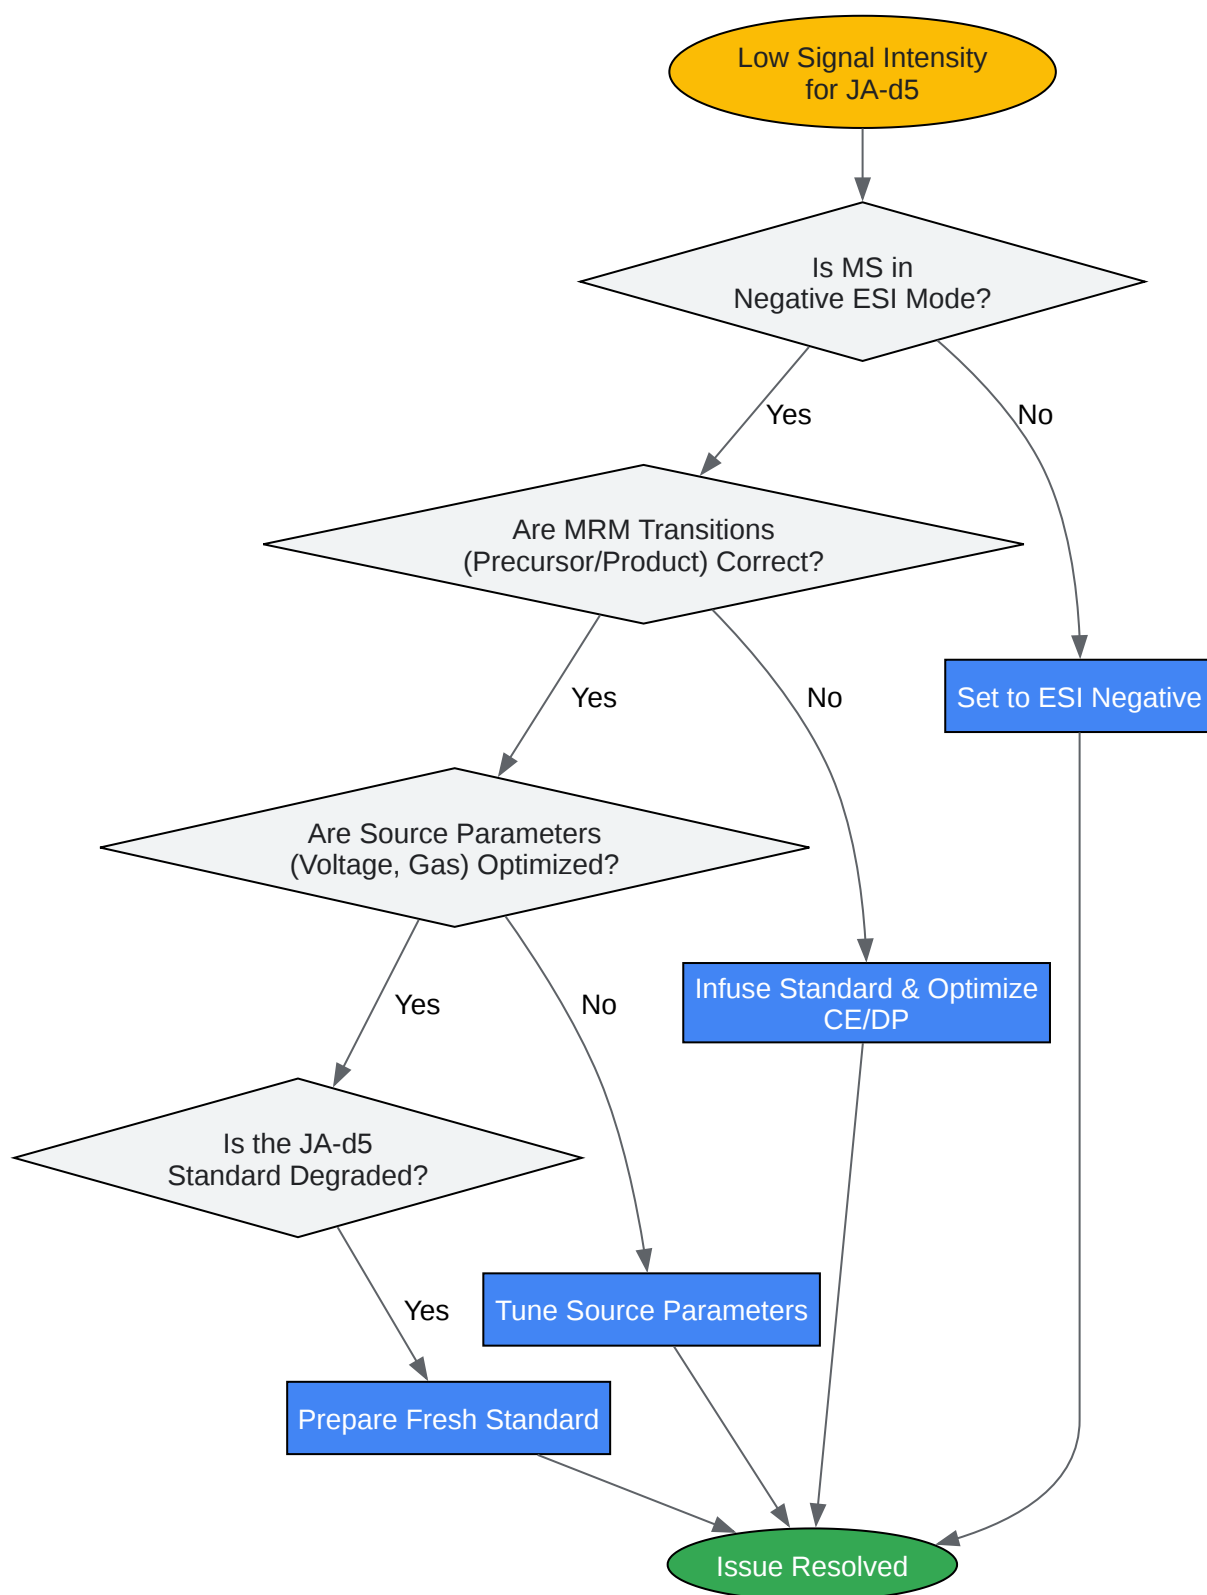 Low Signal Intensity
for JA-d5
Is MS in
Negative ESI Mode?
Yes
No
Are MRM Transitions
(Precursor/Product) Correct?
Yes
No
Set to ESI Negative
Are Source Parameters
(Voltage, Gas) Optimized?
Yes
No
Infuse Standard & Optimize
CE/DP
Is the JA-d5
Standard Degraded?
Yes
Tune Source Parameters
Prepare Fresh Standard
Issue Resolved